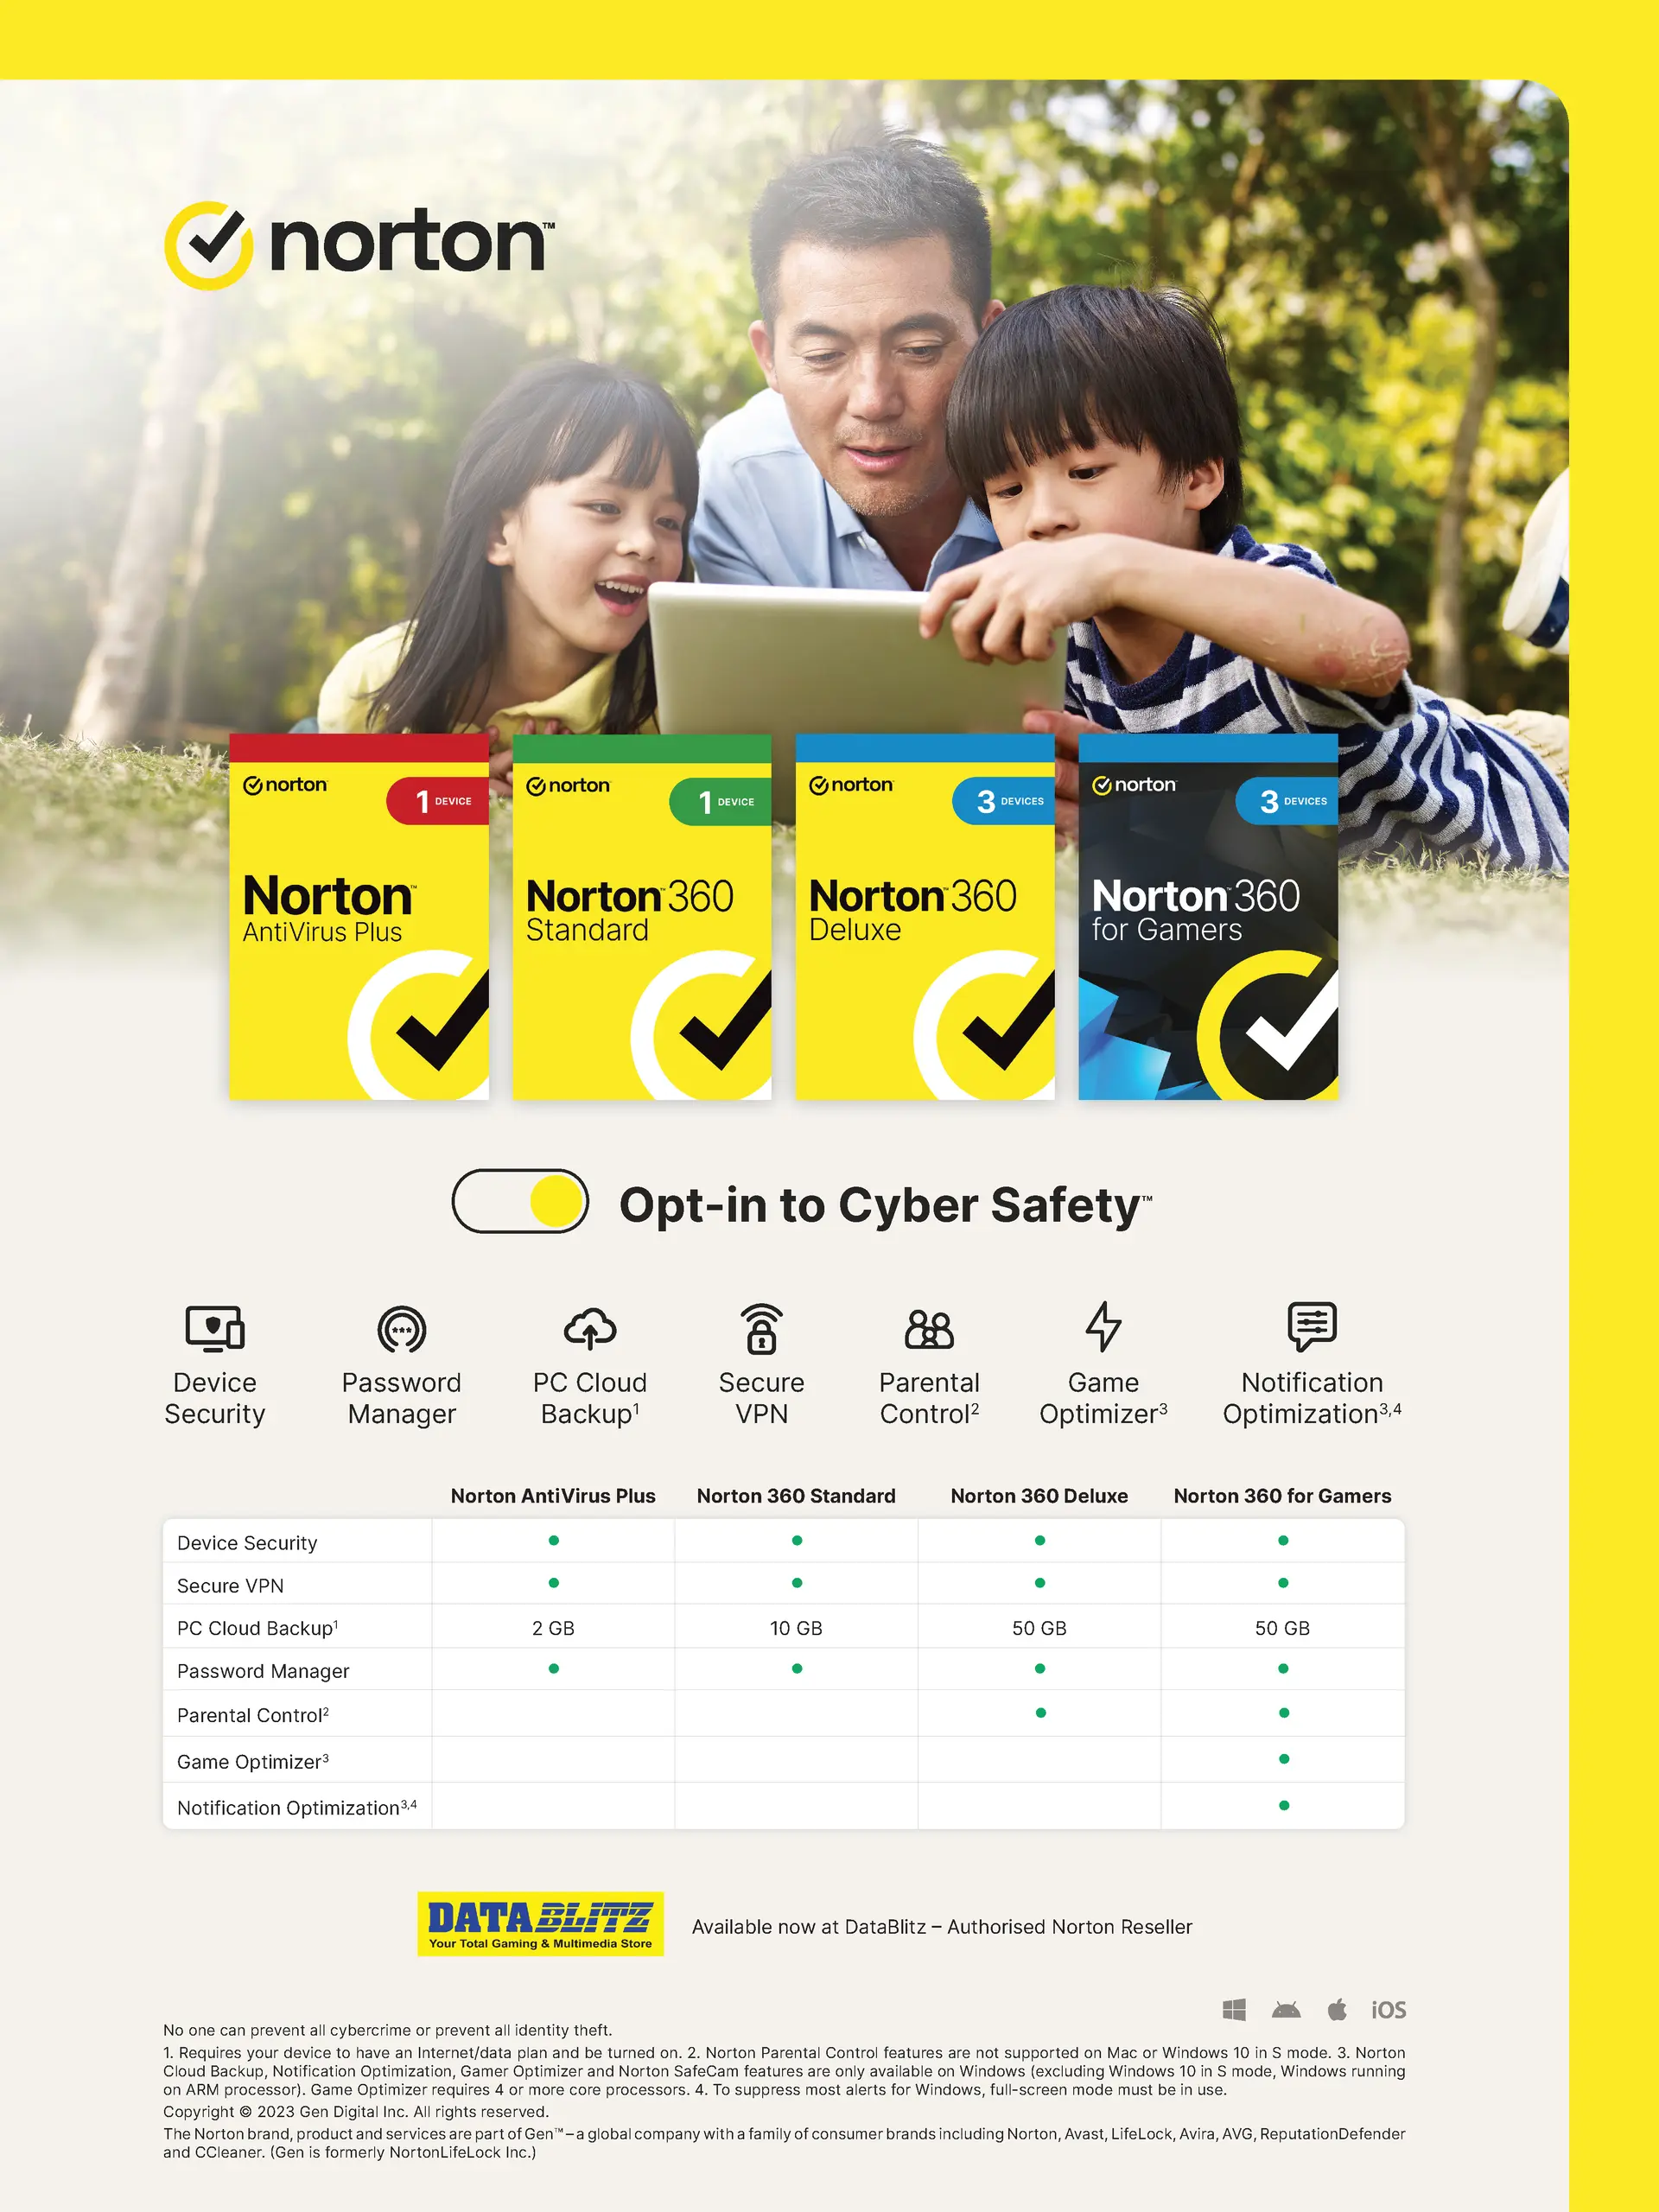 norton™
norton
1 DEVICE
Norton™
AntiVirus Plus
norton
1 DEVICE
Norton™360
Standard
norton
3 DEVICES
Norton™360
Deluxe
norton
3 DEVICES
Norton™360
for Gamers
Opt-in to Cyber Safety™
Device
Security
Password
Manager
PC Cloud
Backup¹
Secure
VPN
Parental
Control²
Game
Optimizer³
Notification
Optimization³,⁴
Norton AntiVirus Plus Norton 360 Standard Norton 360 Deluxe Norton 360 for Gamers
Device Security • • • •
Secure VPN • • • •
PC Cloud Backup¹ 2 GB 10 GB 50 GB 50 GB
Password Manager • • • •
Parental Control² • •
Game Optimizer³ •
Notification Optimization³,⁴ •
DATABLITZ
Your Total Gaming & Multimedia Store
Available now at DataBlitz – Authorised Norton Reseller
iOS
No one can prevent all cybercrime or prevent all identity theft.
1. Requires your device to have an Internet/data plan and be turned on. 2. Norton Parental Control features are not supported on Mac or Windows 10 in S mode. 3. Norton
Cloud Backup, Notification Optimization, Gamer Optimizer and Norton SafeCam features are only available on Windows (excluding Windows 10 in S mode, Windows running
on ARM processor). Game Optimizer requires 4 or more core processors. 4. To suppress most alerts for Windows, full-screen mode must be in use.
Copyright © 2023 Gen Digital Inc. All rights reserved.
The Norton brand, product and services are part of Gen™ – a global company with a family of consumer brands including Norton, Avast, LifeLock, Avira, AVG, ReputationDefender
and CCleaner. (Gen is formerly NortonLifeLock Inc.)